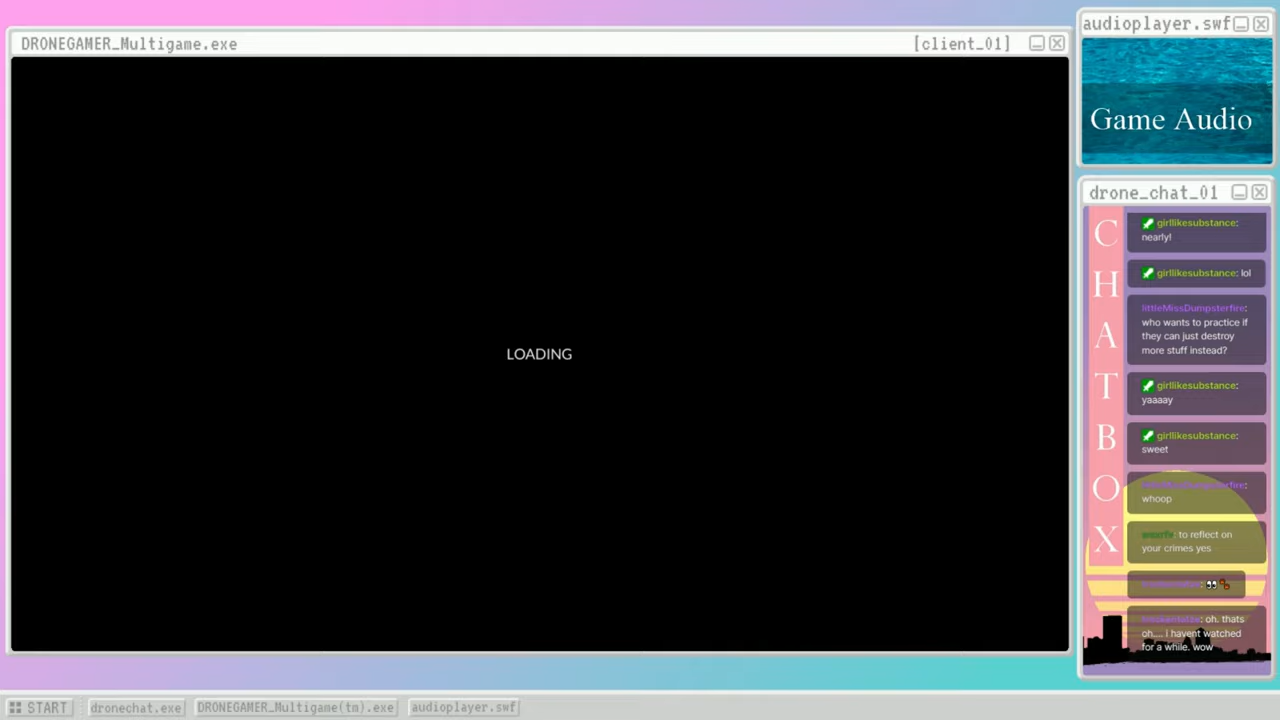 DRONEGAMER_Multigame.exe
[client_01]
LOADING
audioplayer.swf
Game Audio
drone_chat_01
CHATBOX
girllikesubstance:
nearly!
girllikesubstance: lol
littleMissDumpsterfire:
who wants to practice if
they can just destroy
more stuff instead?
girllikesubstance:
yaaaay
girllikesubstance:
sweet
littleMissDumpsterfire:
whoop
: to reflect on
your crimes yes
: oh. thats
oh.... i havent watched
for a while. wow
START
dronechat.exe
DRONEGAMER_Multigame(tm).exe
audioplayer.swf